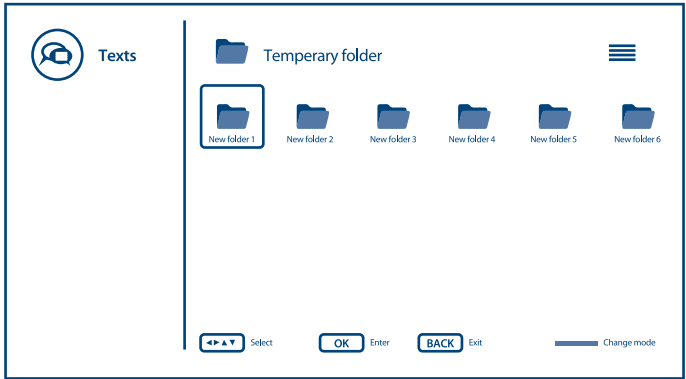 Texts
Temperary folder
New folder 1 New folder 2 New folder 3 New folder 4 New folder 5 New folder 6
Select OK Enter BACK Exit Change mode